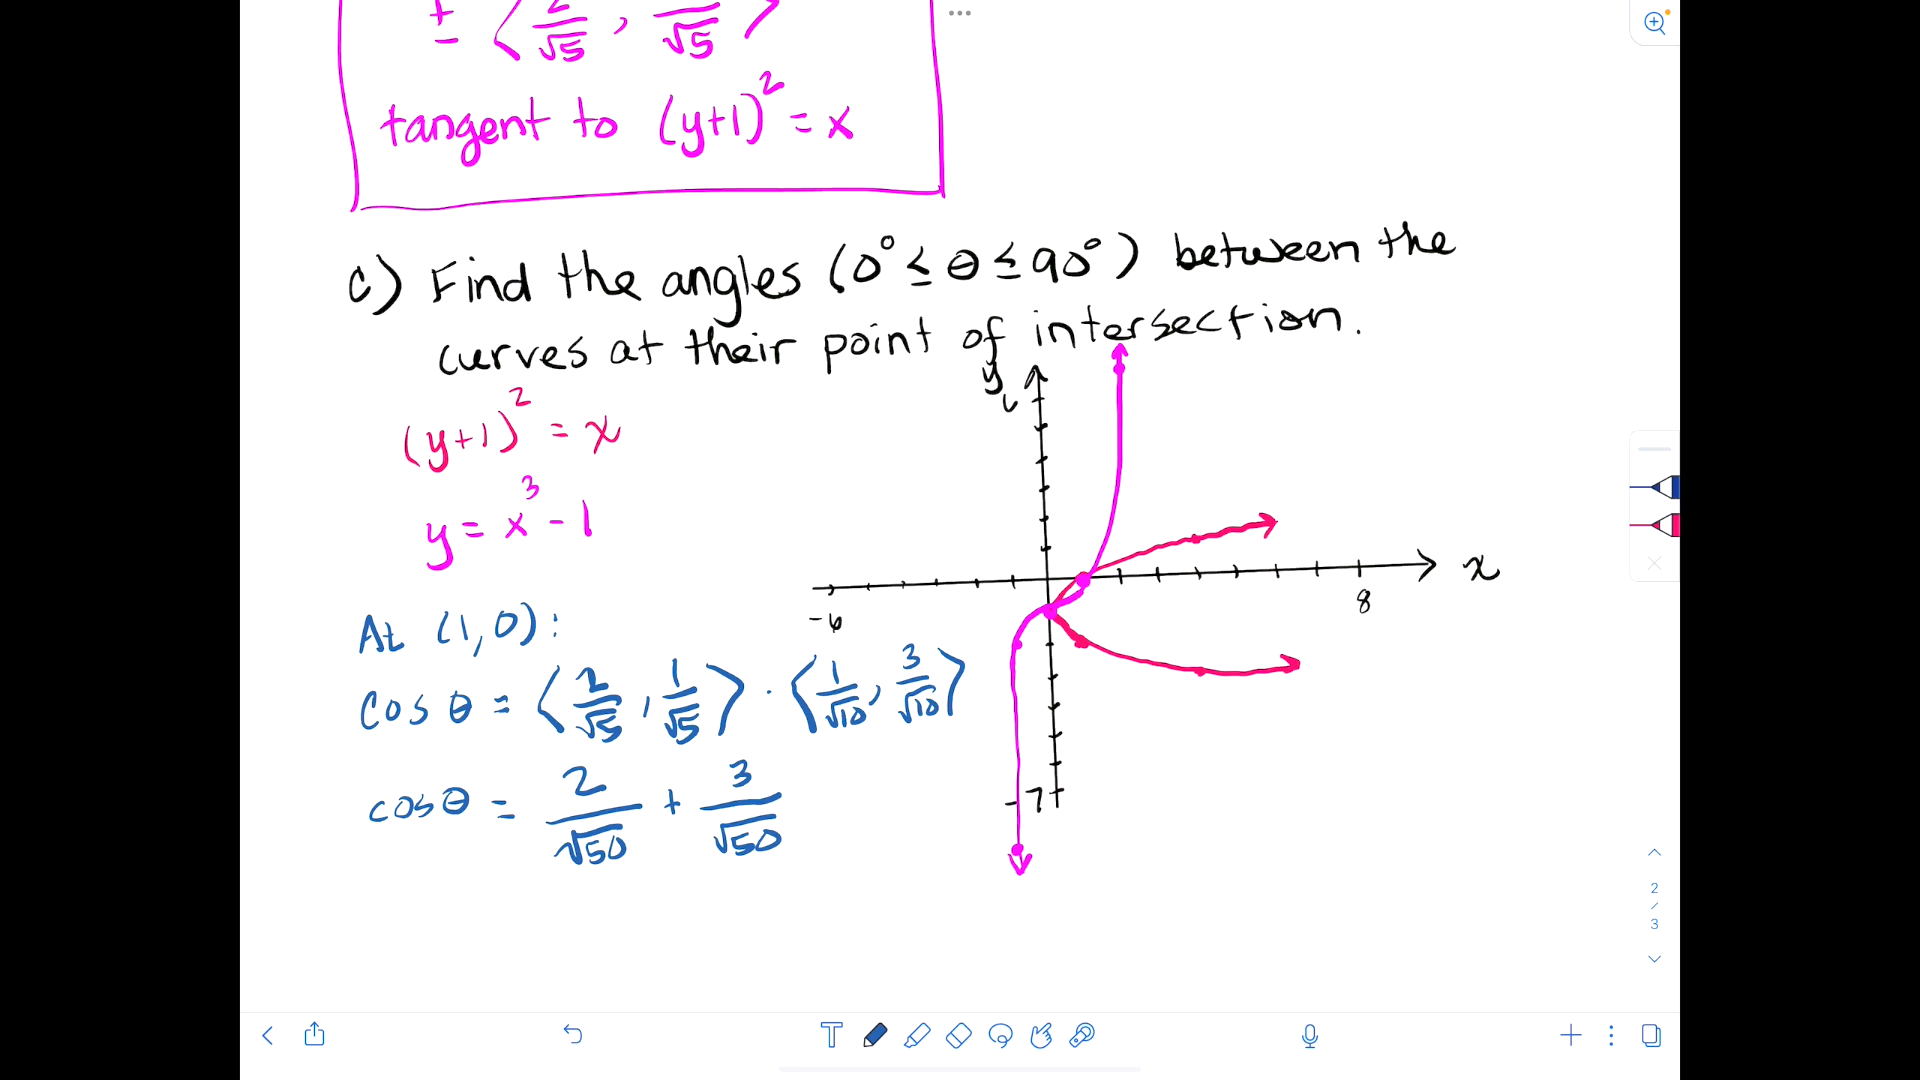 ± ⟨2/√5, /√5⟩
tangent to (y+1)² = x
c) Find the angles (0° ≤ θ ≤ 90°) between the
curves at their point of intersection.
(y+1)² = x
y = x³ - 1
At (1,0):
cos θ = ⟨2/√5, 1/√5⟩ · ⟨1/√10, 3/√10⟩
cos θ = 2/√50 + 3/√50
y
6
x
-6
8
-7
2
/
3
T